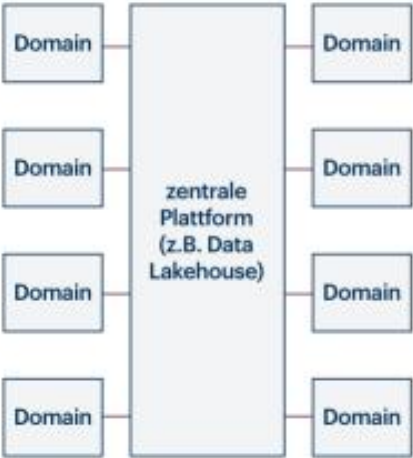 Domain
Domain
Domain
Domain
zentrale
Plattform
(z.B. Data
Lakehouse)
Domain
Domain
Domain
Domain